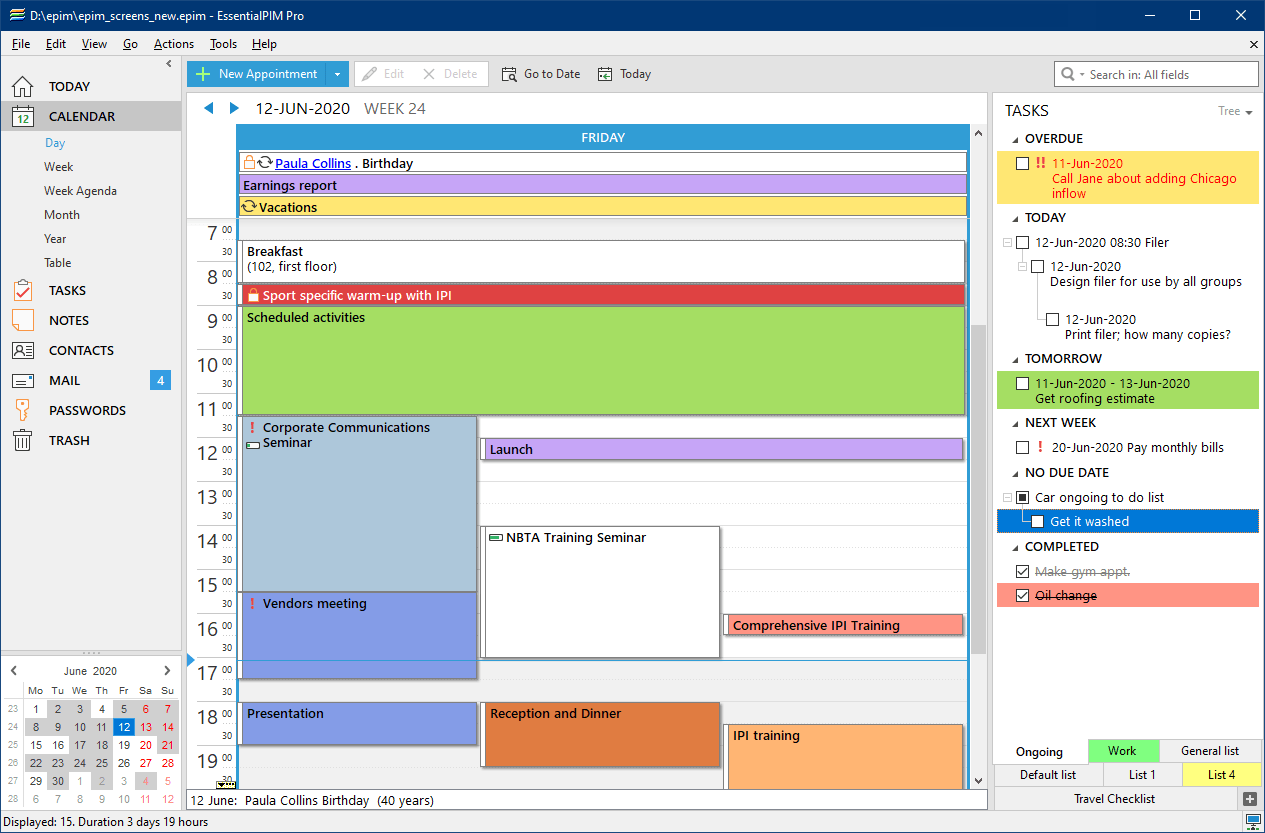 D:\epim\epim_screens_new.epim - EssentialPIM Pro
File Edit View Go Actions Tools Help
TODAY
CALENDAR
12
Day
Week
Week Agenda
Month
Year
Table
TASKS
NOTES
CONTACTS
MAIL 4
PASSWORDS
TRASH
June 2020
Mo Tu We Th Fr Sa Su
23 1 2 3 4 5 6 7
24 8 9 10 11 12 13 14
25 15 16 17 18 19 20 21
26 22 23 24 25 26 27 28
27 29 30 1 2 3 4 5
28 6 7 8 9 10 11 12
New Appointment Edit Delete Go to Date Today
Search in: All fields
12-JUN-2020 WEEK 24
FRIDAY
Paula Collins . Birthday
Earnings report
Vacations
7 00
30
8 00
30
9 00
30
10 00
30
11 00
30
12 00
30
13 00
30
14 00
30
15 00
30
16 00
30
17 00
30
18 00
30
19 00
30
Breakfast
(102, first floor)
Sport specific warm-up with IPI
Scheduled activities
! Corporate Communications
Seminar
Launch
NBTA Training Seminar
! Vendors meeting
Comprehensive IPI Training
Presentation
Reception and Dinner
IPI training
12 June: Paula Collins Birthday (40 years)
TASKS Tree
OVERDUE
!! 11-Jun-2020
Call Jane about adding Chicago
inflow
TODAY
12-Jun-2020 08:30 Filer
12-Jun-2020
Design filer for use by all groups
12-Jun-2020
Print filer; how many copies?
TOMORROW
11-Jun-2020 - 13-Jun-2020
Get roofing estimate
NEXT WEEK
! 20-Jun-2020 Pay monthly bills
NO DUE DATE
Car ongoing to do list
Get it washed
COMPLETED
Make gym appt.
Oil change
Ongoing Work General list
Default list List 1 List 4
Travel Checklist
Displayed: 15. Duration 3 days 19 hours